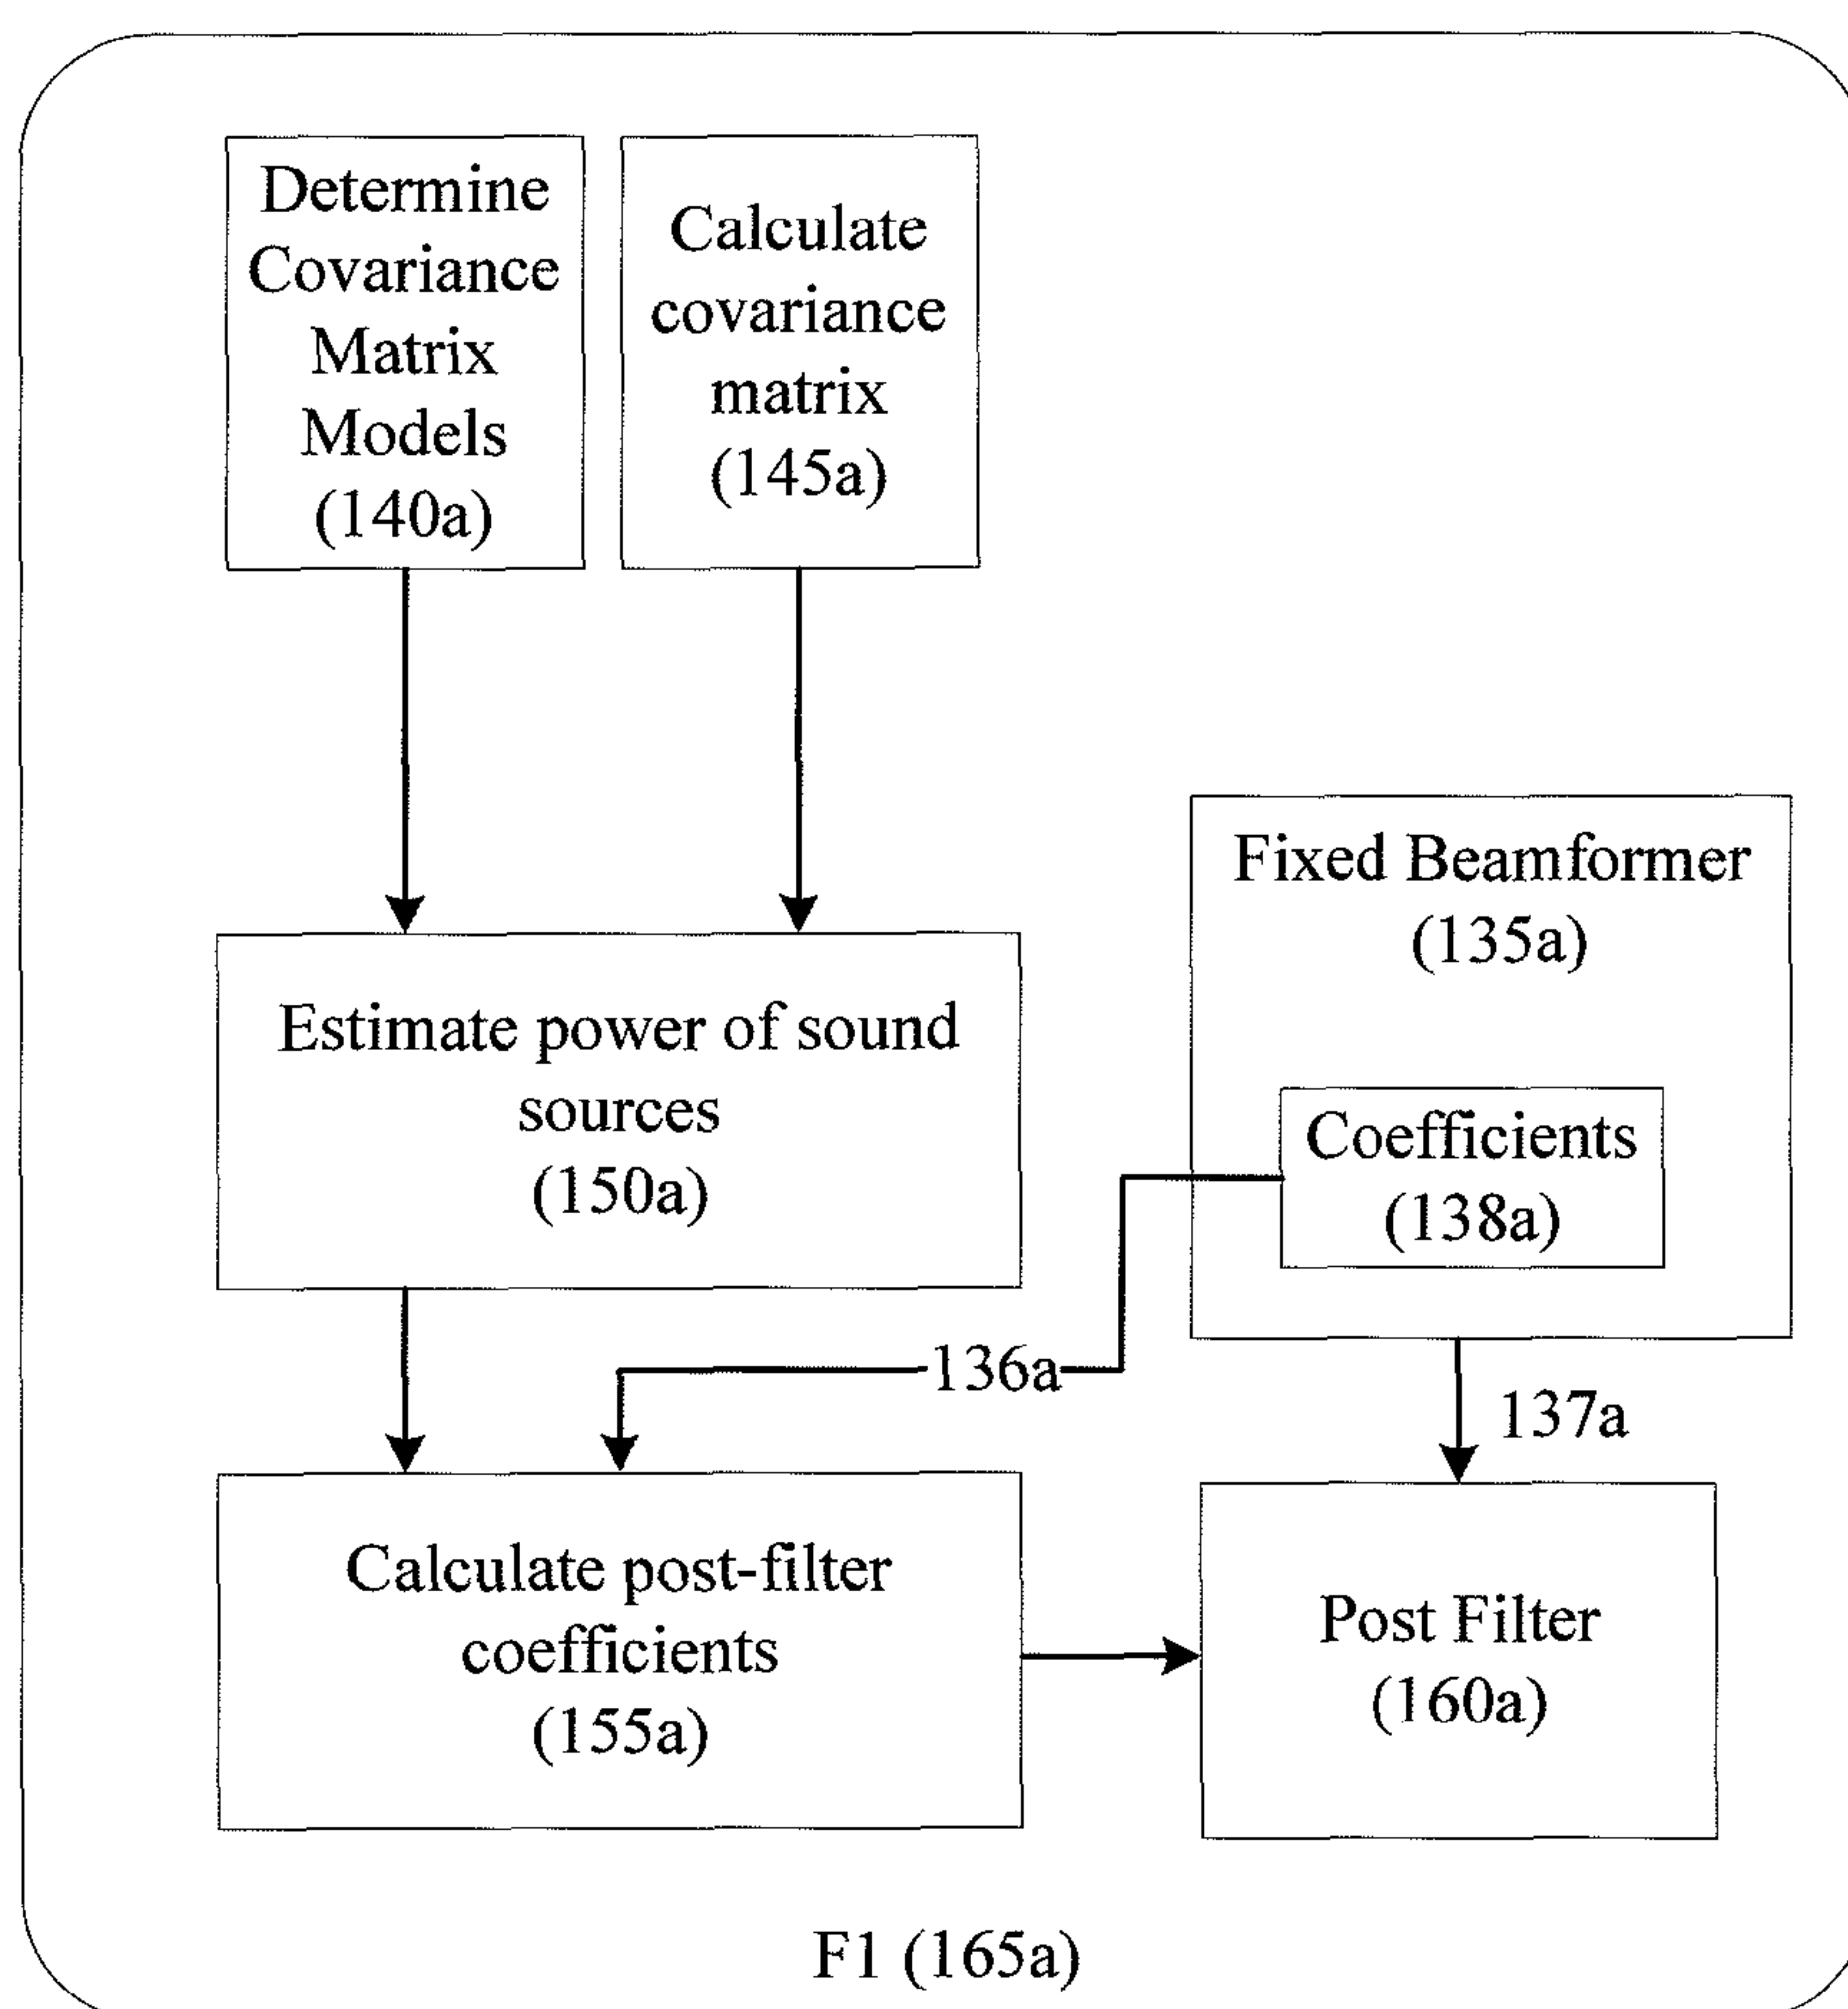 Determine
Covariance
Matrix
Models
(140a)
Calculate
covariance
matrix
(145a)
Fixed Beamformer
(135a)
Estimate power of sound
sources
(150a)
Coefficients
(138a)
136a
137a
Calculate post-filter
coefficients
(155a)
Post Filter
(160a)
F1 (165a)